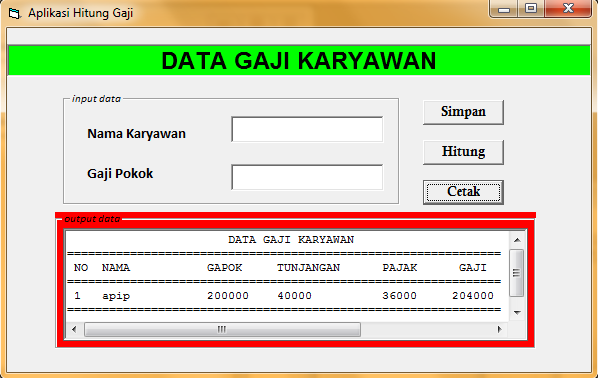 Aplikasi Hitung Gaji
DATA GAJI KARYAWAN
input data
Nama Karyawan
Gaji Pokok
Simpan
Hitung
Cetak
output data
DATA GAJI KARYAWAN
NO NAMA GAPOK TUNJANGAN PAJAK GAJI
1 apip 200000 40000 36000 204000